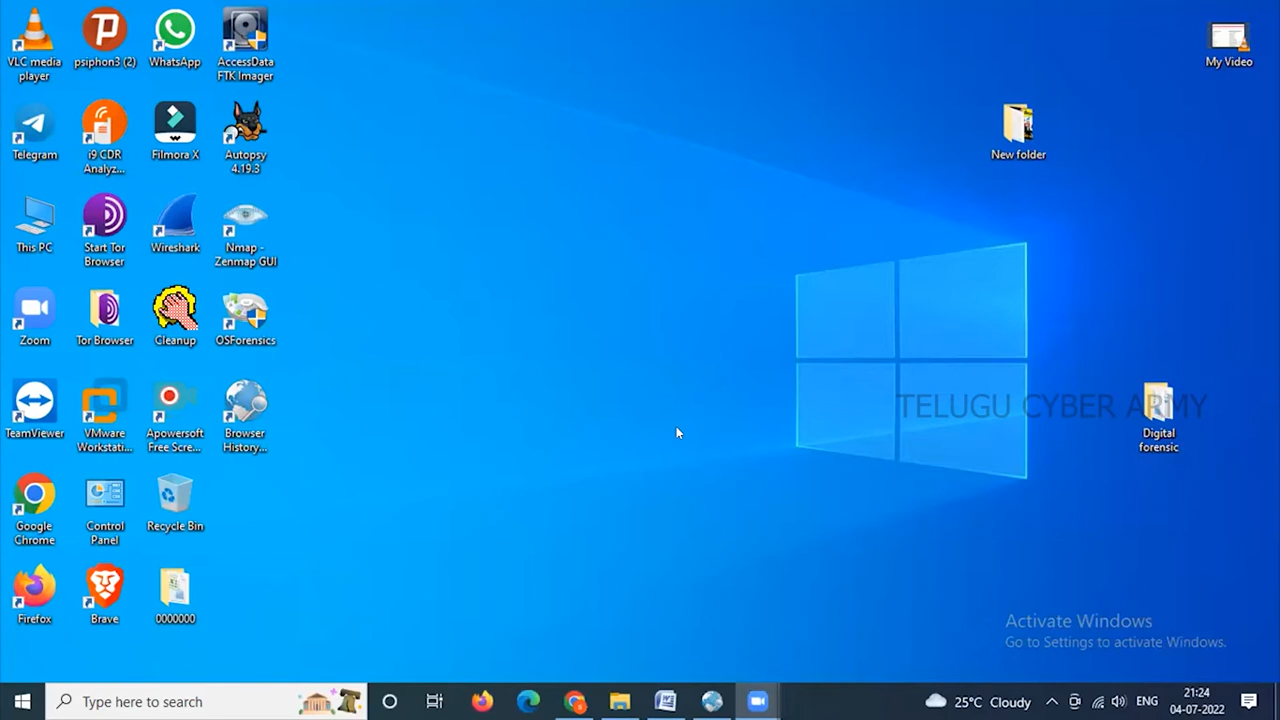 VLC media
player
psiphon3 (2)
WhatsApp
AccessData
FTK Imager
My Video
Telegram
i9 CDR
Analyz...
Filmora X
Autopsy
4.19.3
New folder
This PC
Start Tor
Browser
Wireshark
Nmap -
Zenmap GUI
Zoom
Tor Browser
Cleanup
OSForensics
TeamViewer
VMware
Workstati...
Apowersoft
Free Scre...
Browser
History...
TELUGU CYBER ARMY
Digital
forensic
Google
Chrome
Control
Panel
Recycle Bin
Firefox
Brave
0000000
Activate Windows
Go to Settings to activate Windows.
Type here to search
25°C Cloudy
ENG
21:24
04-07-2022